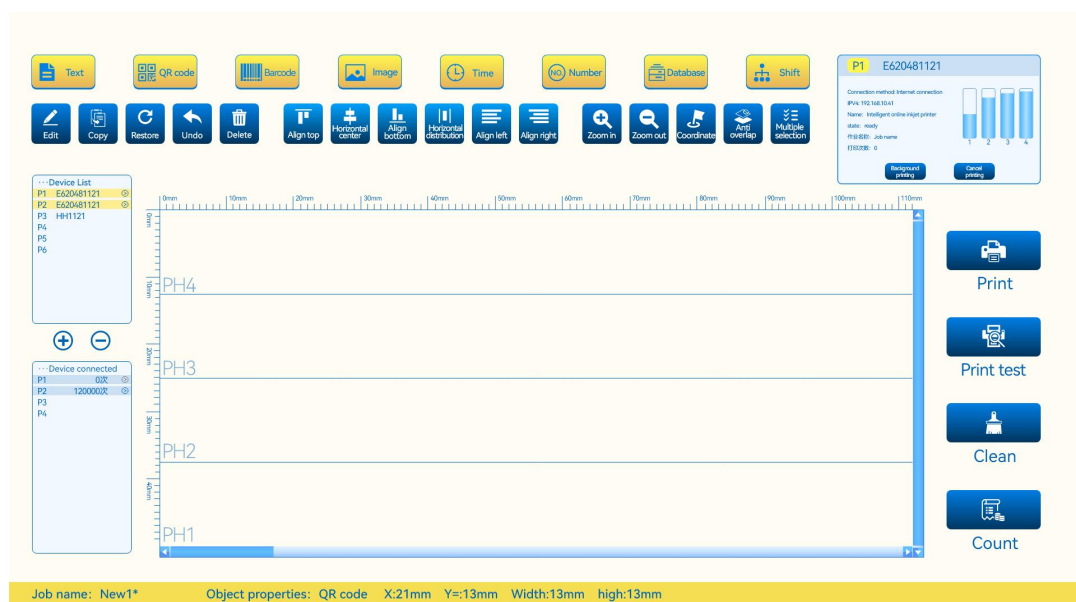 Text
QR code
Barcode
Image
Time
NO. Number
Database
Shift
Edit
Copy
Restore
Undo
Delete
Align top
Horizontal
center
Align
bottom
Horizontal
distribution
Align left
Align right
Zoom in
Zoom out
Coordinate
Anti
overlap
Multiple
selection
P1 E620481121
Connection method: Internet connection
IPV4: 192.168.10.41
Name: Intelligent online inkjet printer
state: ready
作业名称: Job name
打印次数: 0
1 2 3 4
Background
printing
Cancel
printing
···Device List
P1 E620481121
P2 E620481121
P3 HH1121
P4
P5
P6
···Device connected
P1 0次
P2 120000次
P3
P4
0mm 10mm 20mm 30mm 40mm 50mm 60mm 70mm 80mm 90mm 100mm 110mm
0mm
10mm
20mm
30mm
40mm
PH4
PH3
PH2
PH1
Print
Print test
Clean
Count
Job name: New1* Object properties: QR code X:21mm Y=:13mm Width:13mm high:13mm